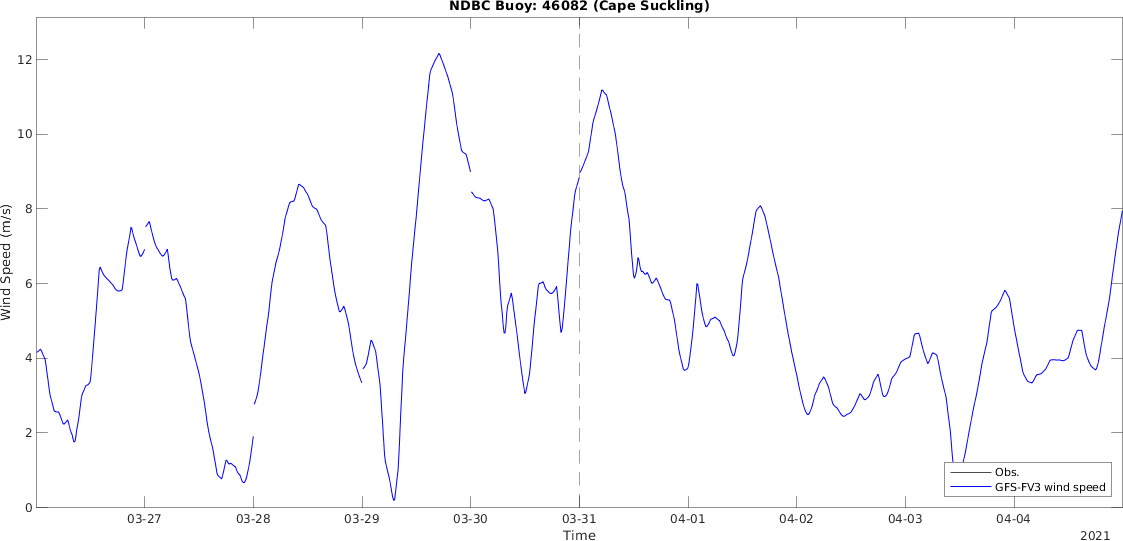 NDBC Buoy: 46082 (Cape Suckling)
Wind Speed (m/s)
12
10
8
6
4
2
0
03-27 03-28 03-29 03-30 03-31 04-01 04-02 04-03 04-04
Time
2021
Obs.
GFS-FV3 wind speed